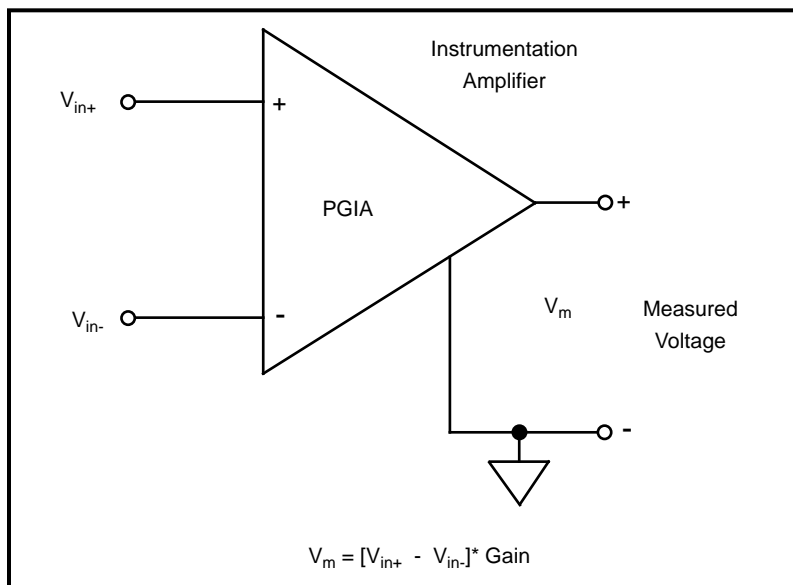 Instrumentation
Amplifier
Vin+
+
PGIA
+
Vin-
-
Vm
Measured
Voltage
-
Vm = [Vin+ - Vin-]* Gain